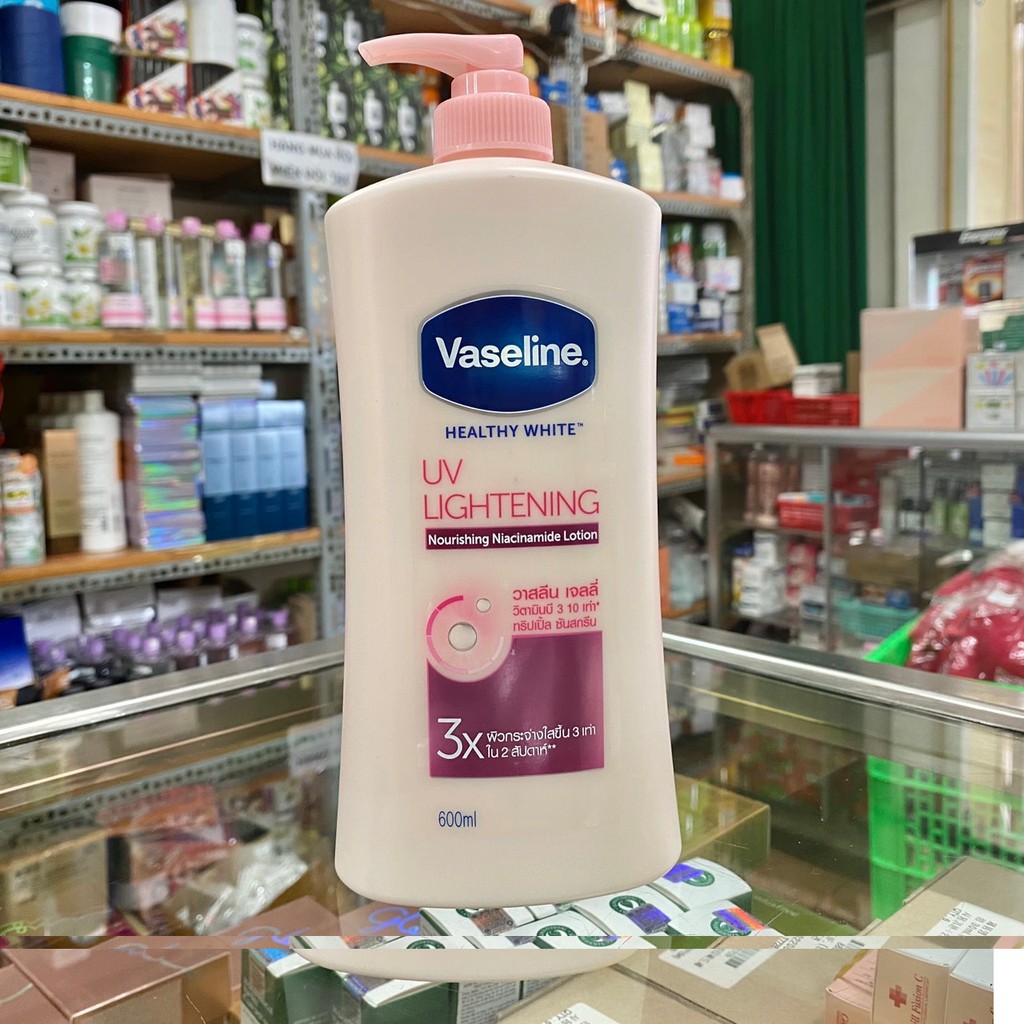 Vaseline.
HEALTHY WHITE™
UV
LIGHTENING
Nourishing Niacinamide Lotion
วาสลีน เจลลี่
วิตามินบี 3 10 เท่า*
ทริปเปิ้ล ซันสกรีน
3x ผิวกระจ่างใสขึ้น 3 เท่า
ใน 2 สัปดาห์**
600ml
HÀNG MUA RỒI